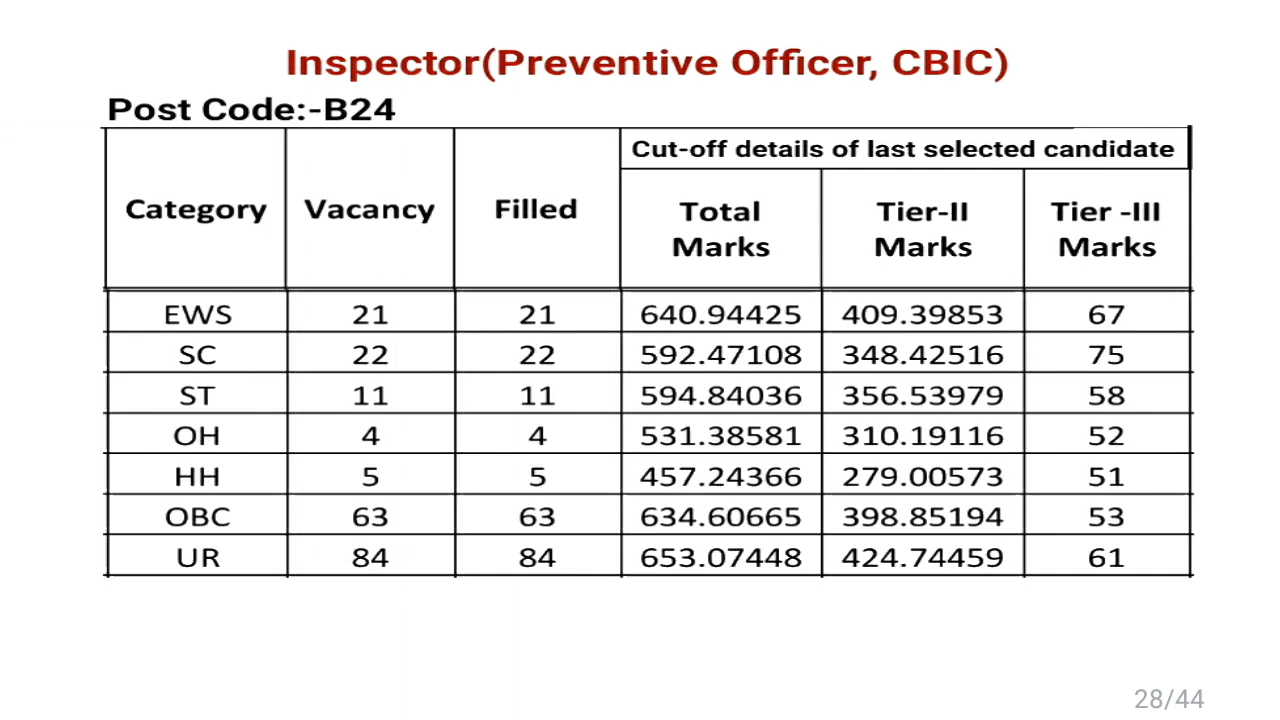 Inspector(Preventive Officer, CBIC)
Post Code:-B24
Cut-off details of last selected candidate
Category Vacancy Filled Total Marks Tier-II Marks Tier -III Marks
EWS 21 21 640.94425 409.39853 67
SC 22 22 592.47108 348.42516 75
ST 11 11 594.84036 356.53979 58
OH 4 4 531.38581 310.19116 52
HH 5 5 457.24366 279.00573 51
OBC 63 63 634.60665 398.85194 53
UR 84 84 653.07448 424.74459 61
28/44